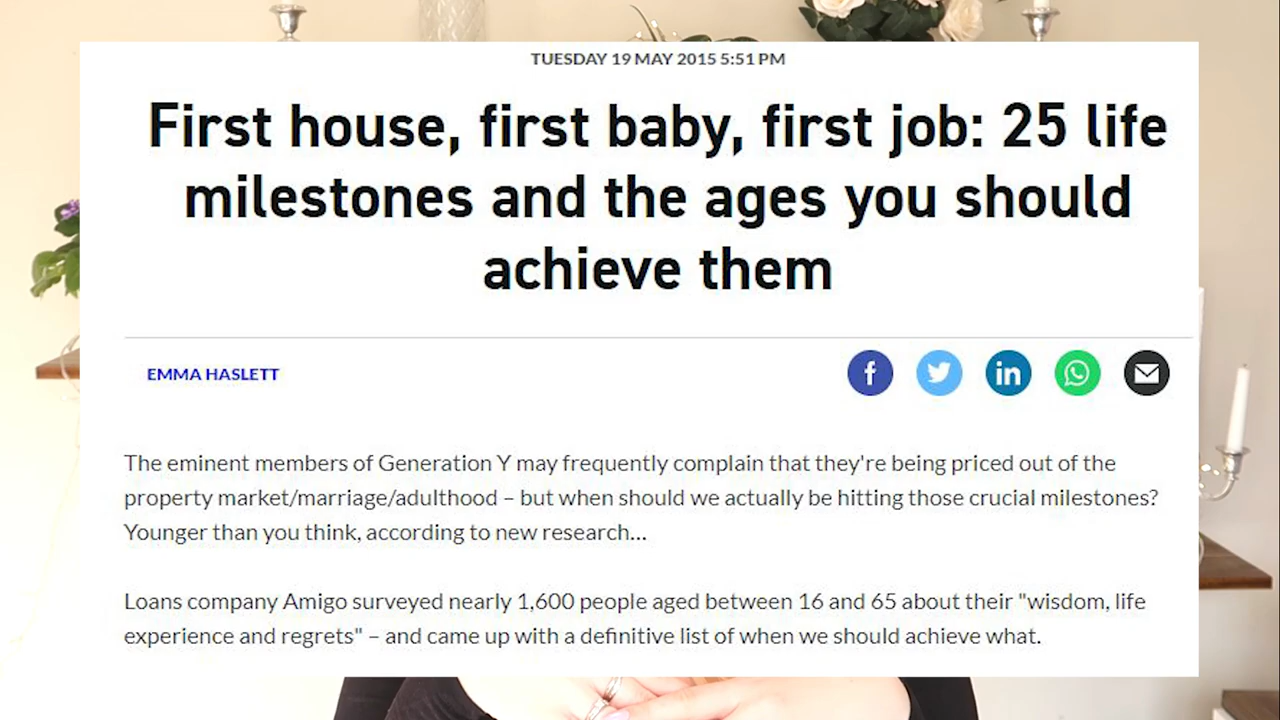 TUESDAY 19 MAY 2015 5:51 PM
First house, first baby, first job: 25 life
milestones and the ages you should
achieve them
EMMA HASLETT
The eminent members of Generation Y may frequently complain that they're being priced out of the
property market/marriage/adulthood – but when should we actually be hitting those crucial milestones?
Younger than you think, according to new research...
Loans company Amigo surveyed nearly 1,600 people aged between 16 and 65 about their "wisdom, life
experience and regrets" – and came up with a definitive list of when we should achieve what.